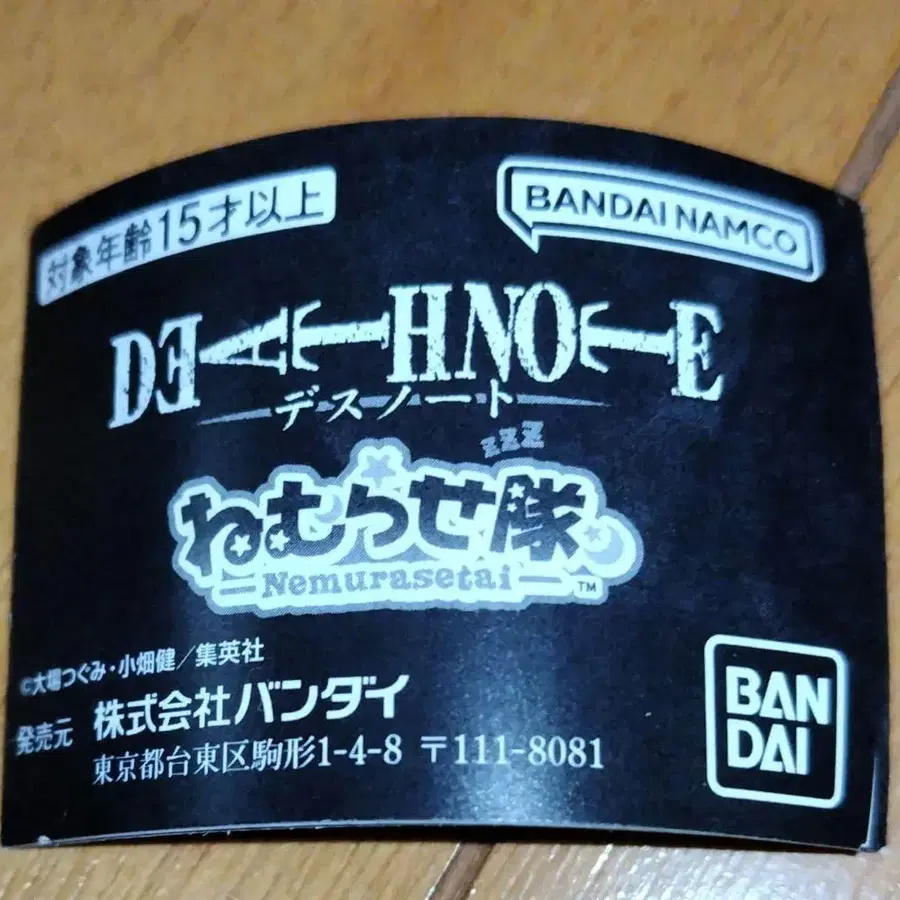 対象年齢15才以上
BANDAI NAMCO
DEATH NOTE
デスノート
zzz
ねむらせ隊
Nemurasetai
TM
©大場つぐみ・小畑健／集英社
発売元 株式会社バンダイ
東京都台東区駒形1-4-8 〒111-8081
BAN
DAI